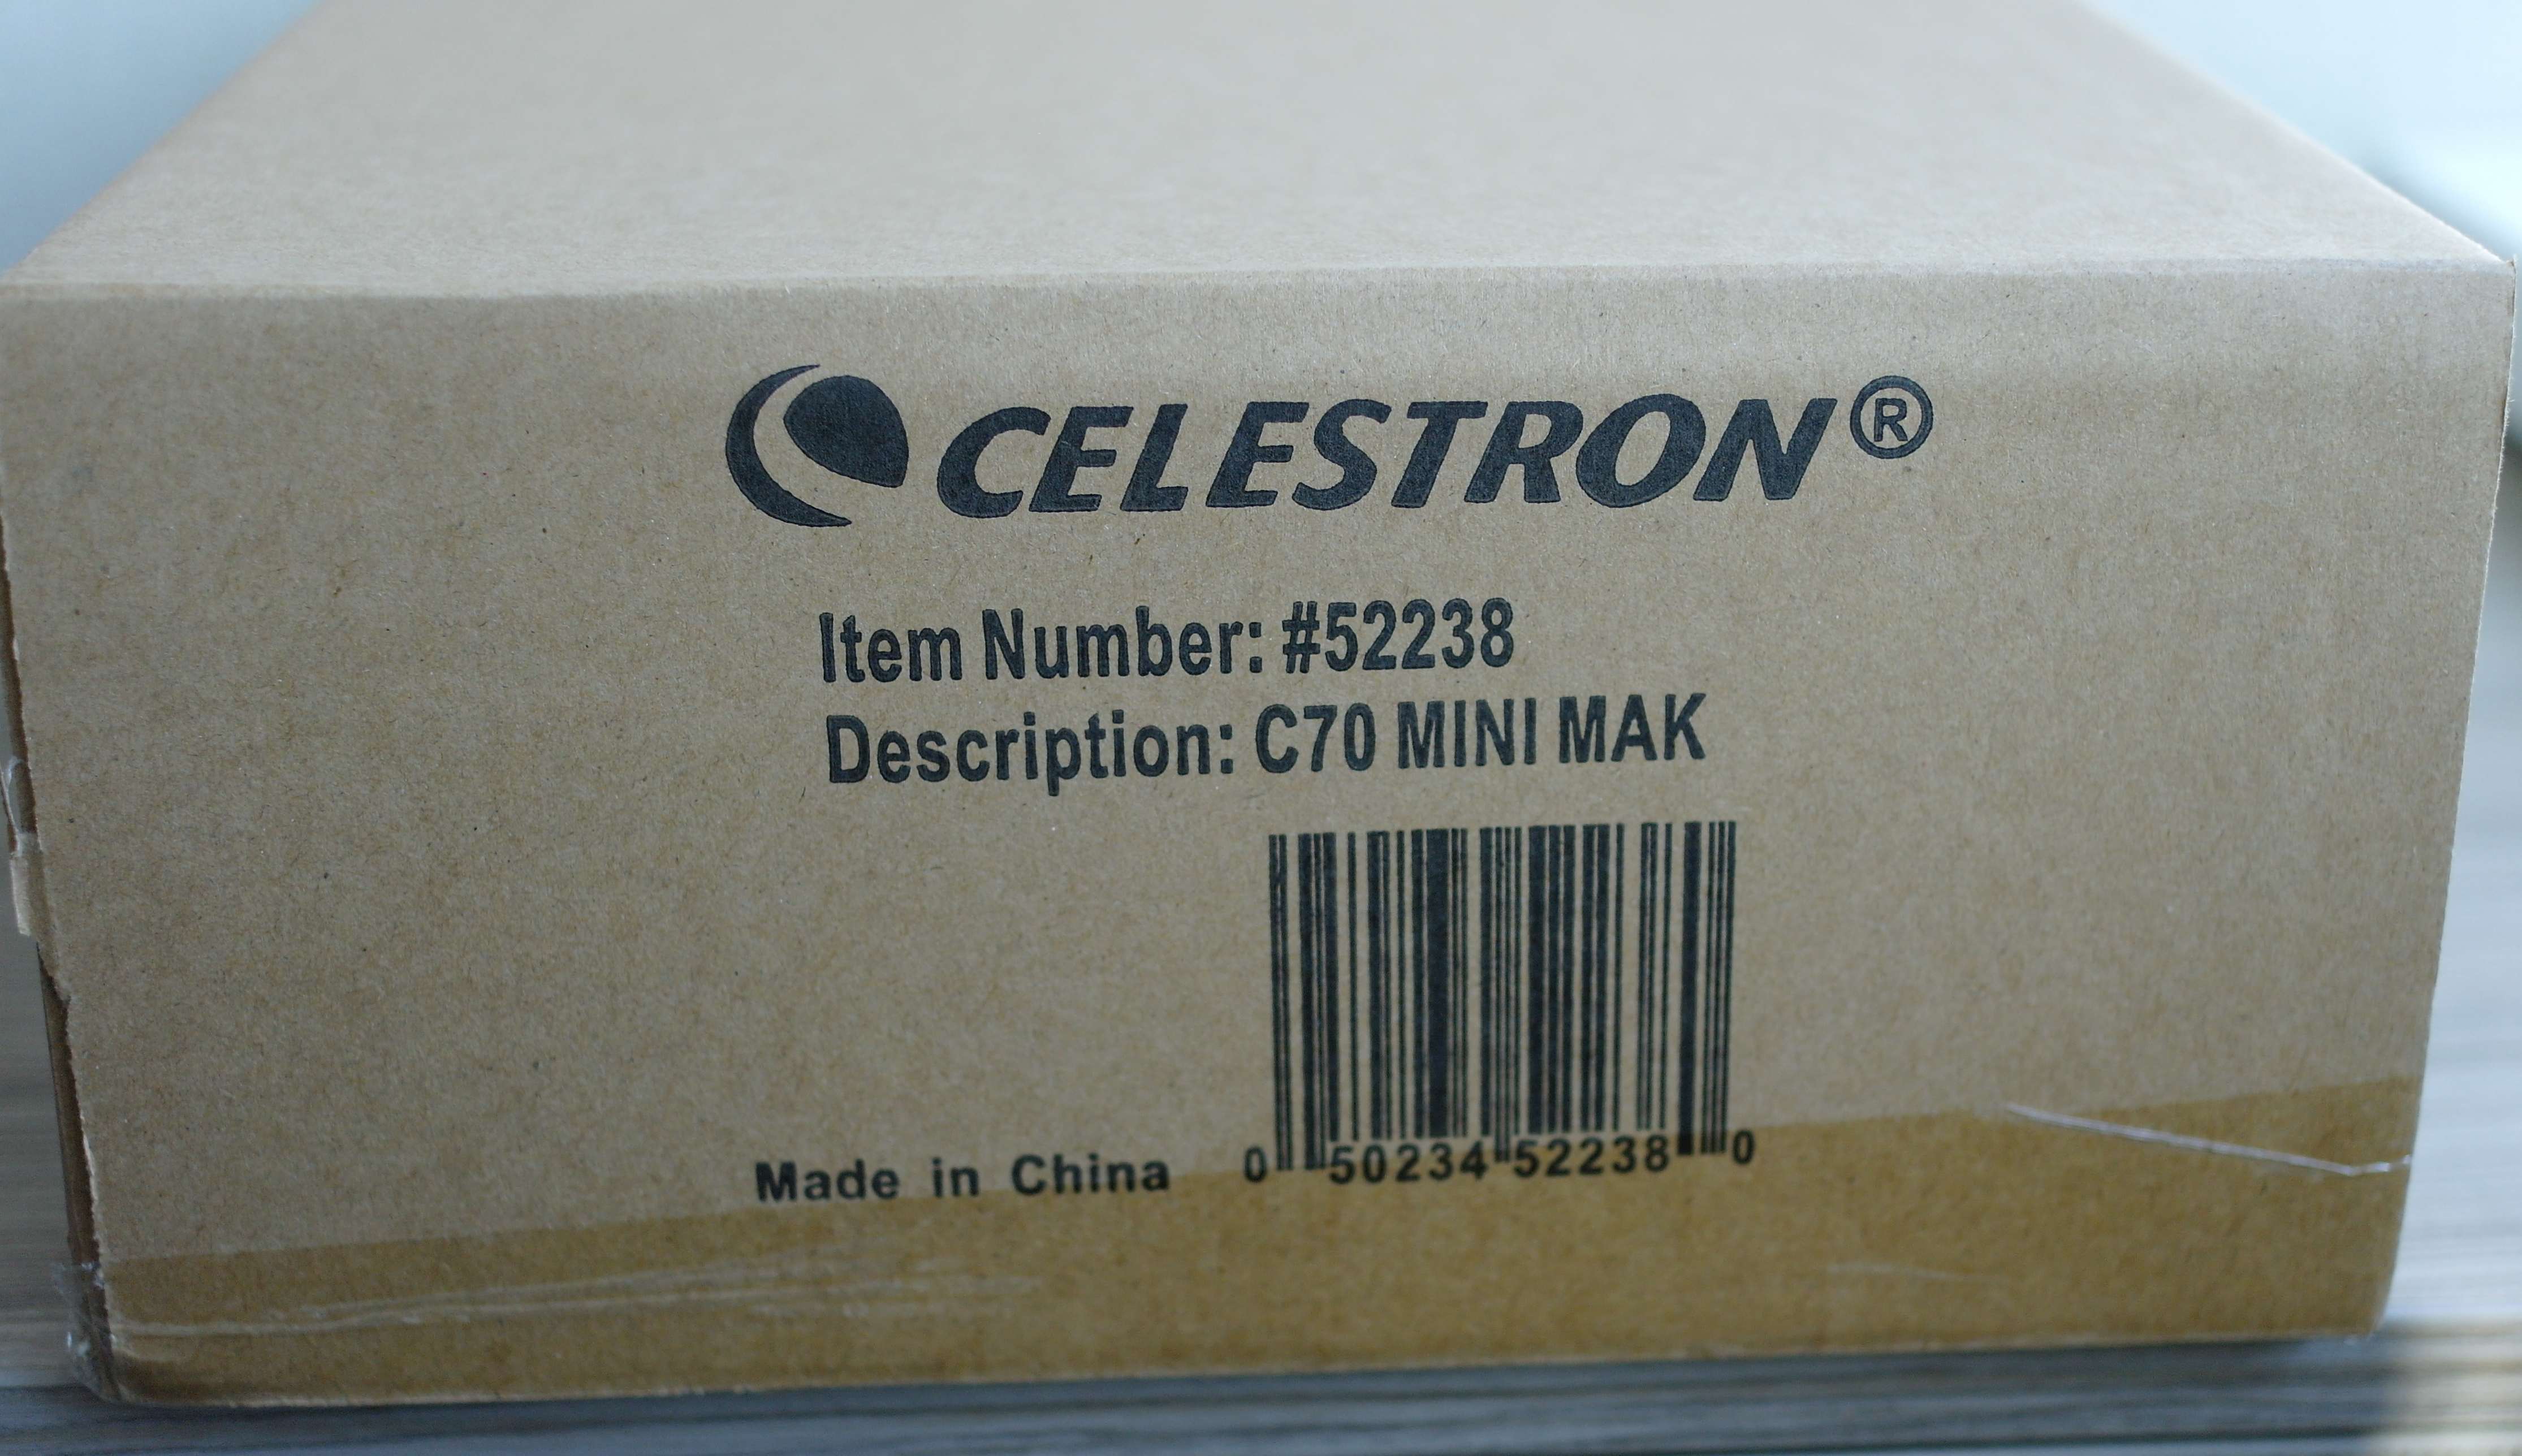 CELESTRON®
Item Number: #52238
Description: C70 MINI MAK
Made in China 0 50234 52238 0